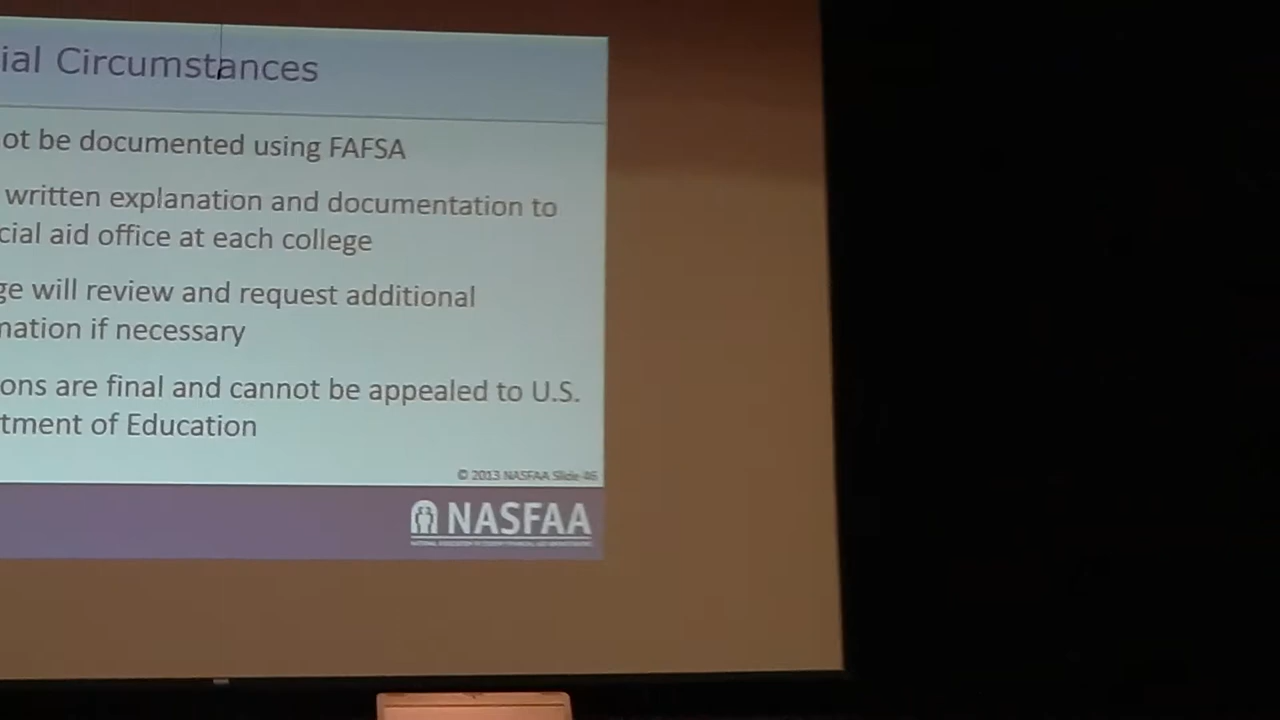 ial Circumstances
ot be documented using FAFSA
written explanation and documentation to
cial aid office at each college
ge will review and request additional
mation if necessary
ons are final and cannot be appealed to U.S.
tment of Education
© 2013 NASFAA Slide 46
NASFAA